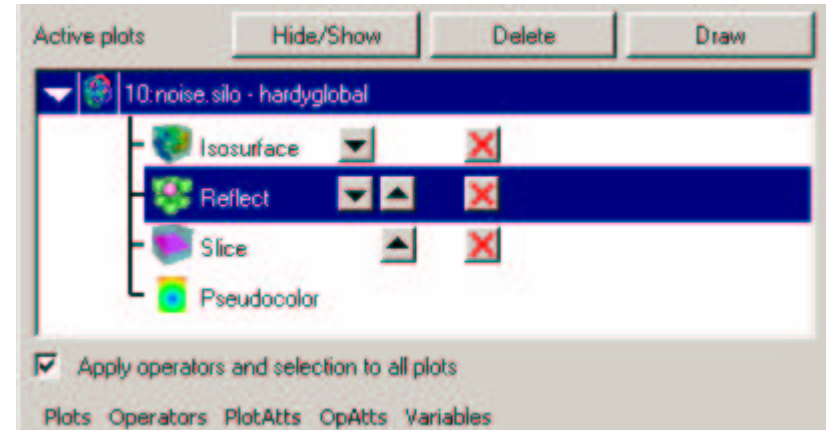 Active plots Hide/Show Delete Draw
10:noise.silo - hardyglobal
Isosurface
Reflect
Slice
Pseudocolor
Apply operators and selection to all plots
Plots Operators PlotAtts OpAtts Variables